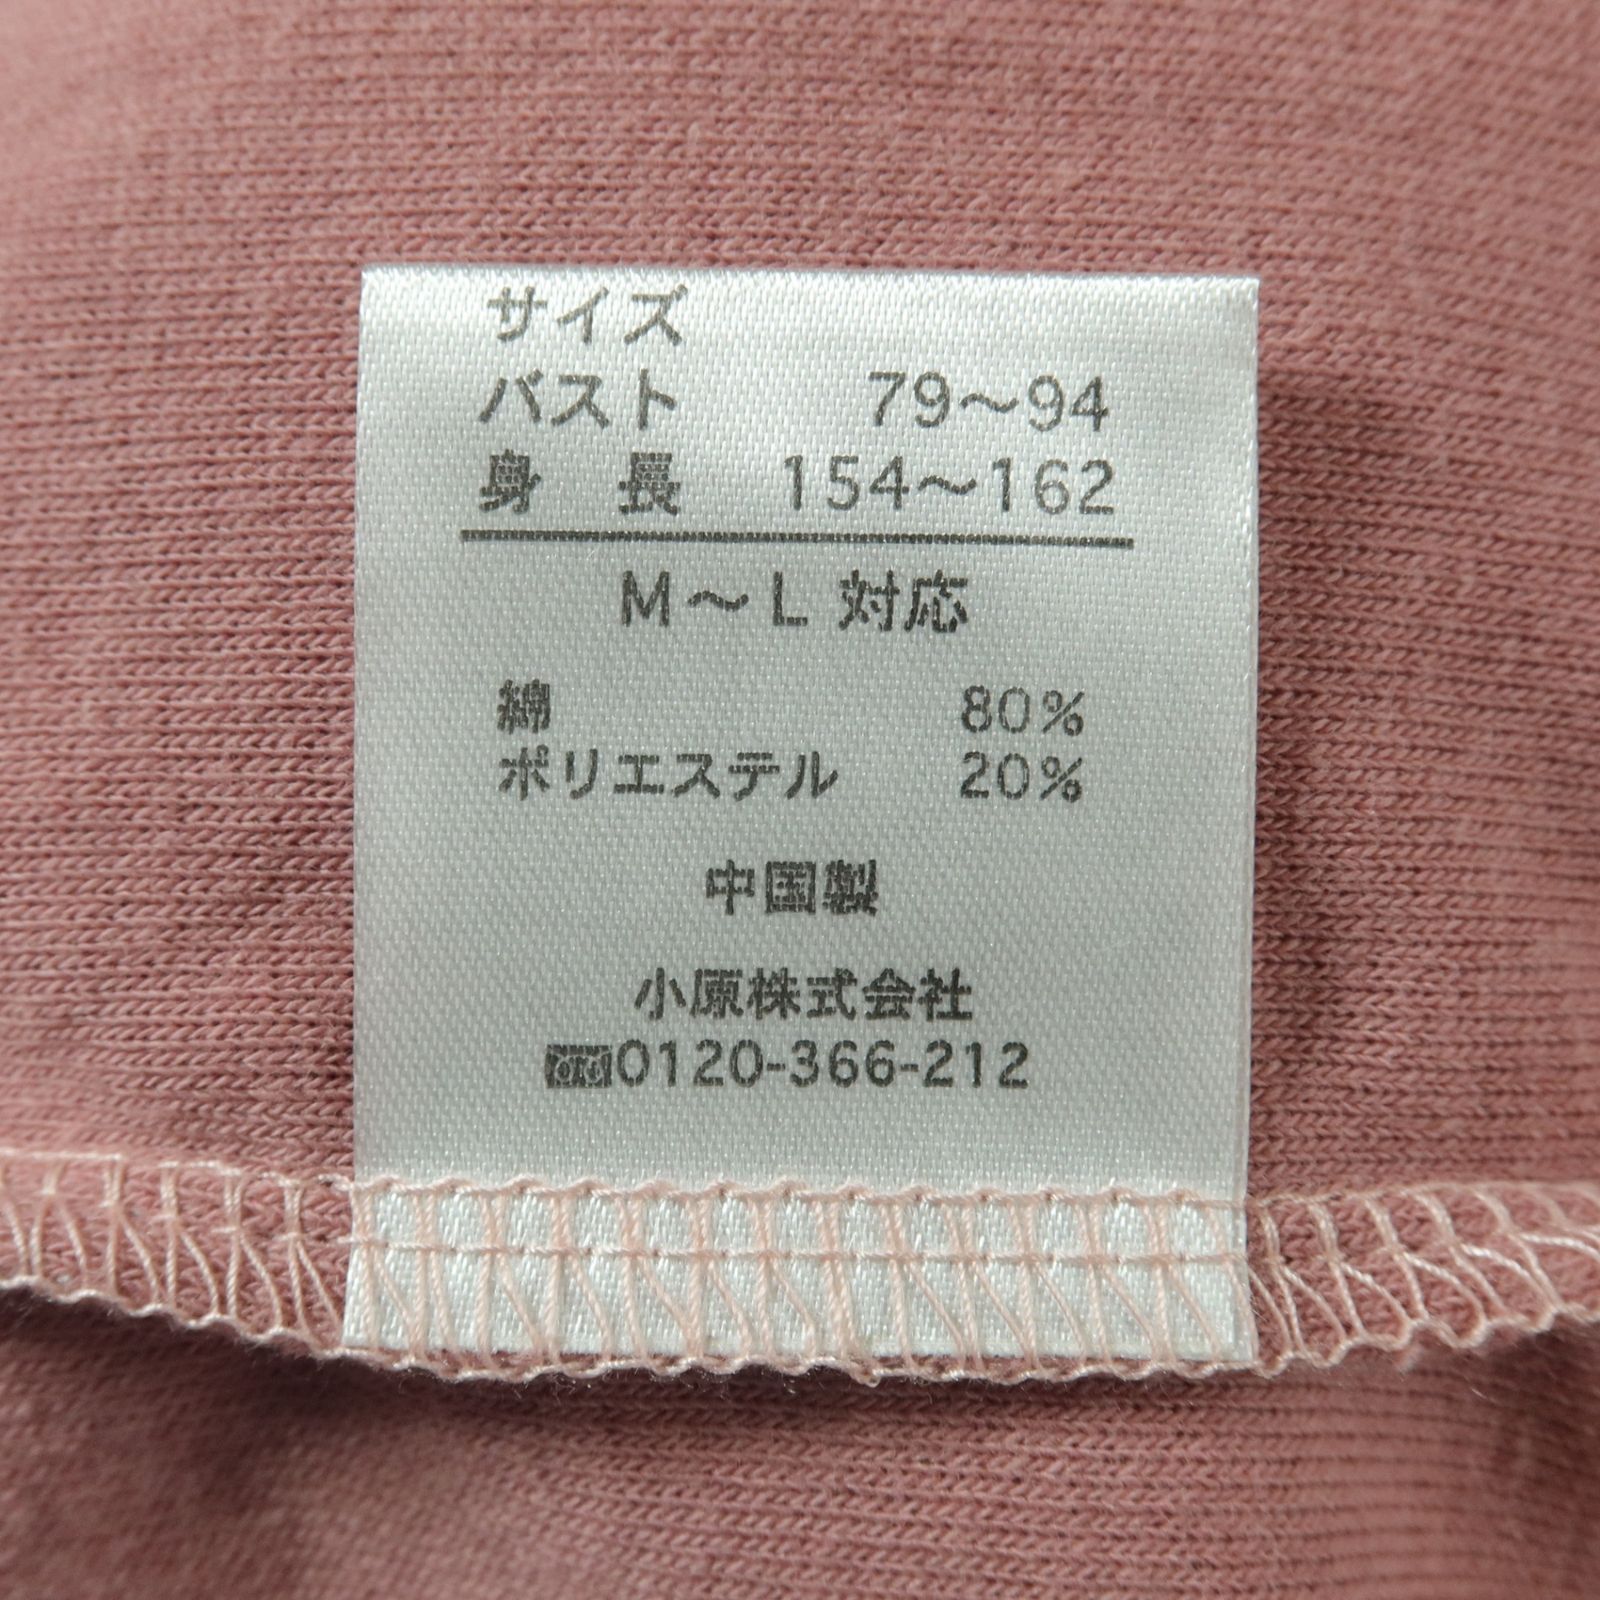 サイズ
バスト 79〜94
身 長 154〜162
M〜L 対応
綿 80%
ポリエステル 20%
中国製
小原株式会社
0120-366-212